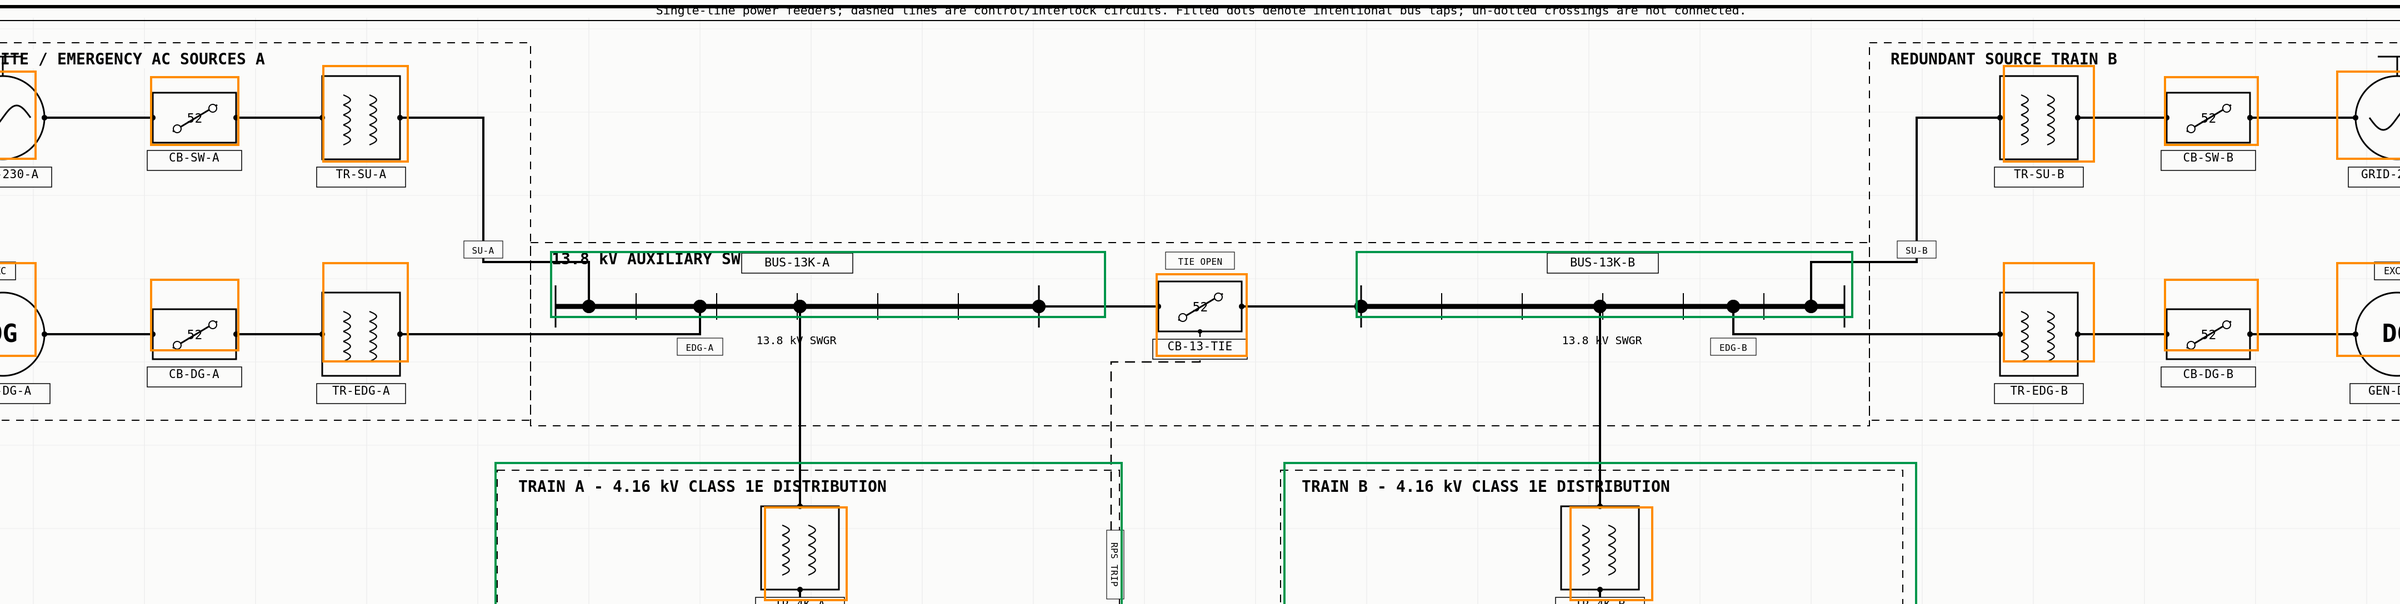 Single-line power feeders; dashed lines are control/interlock circuits. Filled dots denote intentional bus taps; un-dotted crossings are not connected.
ITE / EMERGENCY AC SOURCES A
REDUNDANT SOURCE TRAIN B
52
52
CB-SW-A
CB-SW-B
-230-A
TR-SU-A
TR-SU-B
GRID-2
SU-A
SU-B
13.8 kV AUXILIARY SW
BUS-13K-A
TIE OPEN
BUS-13K-B
C
EXC
52
G
52
52
DG
EDG-A
13.8 kV SWGR
CB-13-TIE
13.8 kV SWGR
EDG-B
CB-DG-A
CB-DG-B
-DG-A
TR-EDG-A
TR-EDG-B
GEN-D
TRAIN A - 4.16 kV CLASS 1E DISTRIBUTION
TRAIN B - 4.16 kV CLASS 1E DISTRIBUTION
RPS TRIP